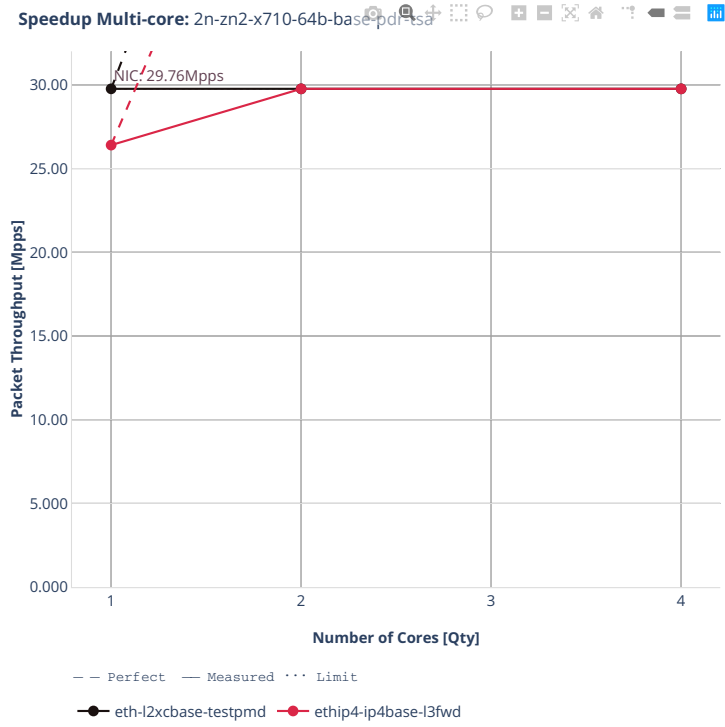 Speedup Multi-core: 2n-zn2-x710-64b-base-pdr-tsa
NIC: 29.76Mpps
30.00
25.00
20.00
15.00
10.00
5.000
0.000
Packet Throughput [Mpps]
1 2 3 4
Number of Cores [Qty]
Perfect Measured Limit
eth-l2xcbase-testpmd ethip4-ip4base-l3fwd